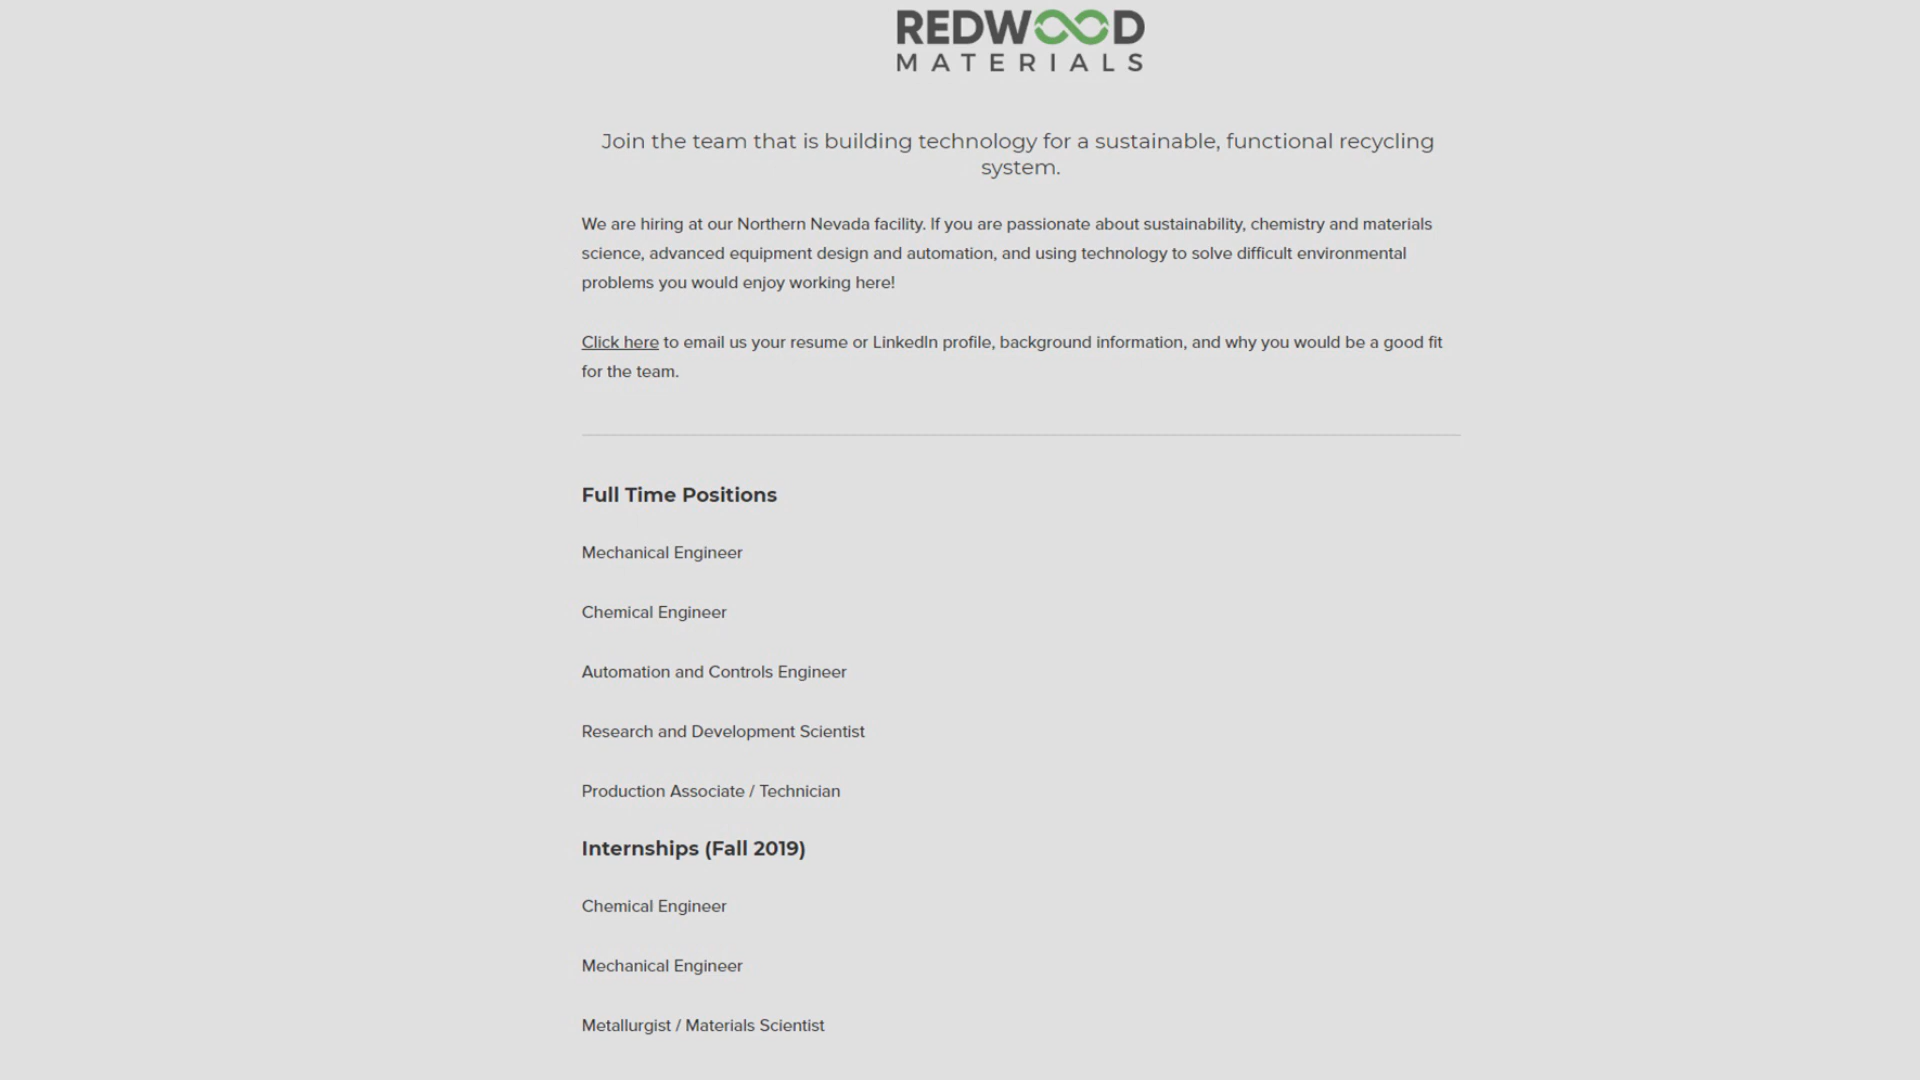 REDWOOD
MATERIALS
Join the team that is building technology for a sustainable, functional recycling
system.
We are hiring at our Northern Nevada facility. If you are passionate about sustainability, chemistry and materials
science, advanced equipment design and automation, and using technology to solve difficult environmental
problems you would enjoy working here!
Click here to email us your resume or LinkedIn profile, background information, and why you would be a good fit
for the team.
Full Time Positions
Mechanical Engineer
Chemical Engineer
Automation and Controls Engineer
Research and Development Scientist
Production Associate / Technician
Internships (Fall 2019)
Chemical Engineer
Mechanical Engineer
Metallurgist / Materials Scientist